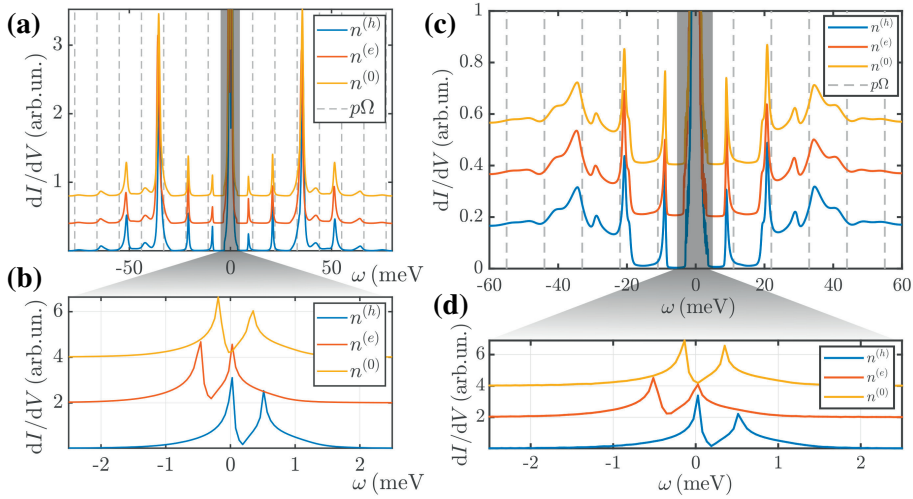 (a)
dI/dV (arb.un.)
3
2
1
n(h)
n(e)
n(0)
pΩ
-50
0
50
ω (meV
(c)
dI/dV (arb.un.)
1
0.8
0.6
0.4
0.2
0
n(h)
n(e)
n(0)
pΩ
-60
-40
-20
0
20
40
60
ω (meV)
(b)
dI/dV (arb.un.)
6
4
2
n(h)
n(e)
n(0)
-2
-1
0
1
2
ω (meV)
(d)
dI/dV (arb.un.)
6
4
2
n(h)
n(e)
n(0)
-2
-1
0
1
2
ω (meV)